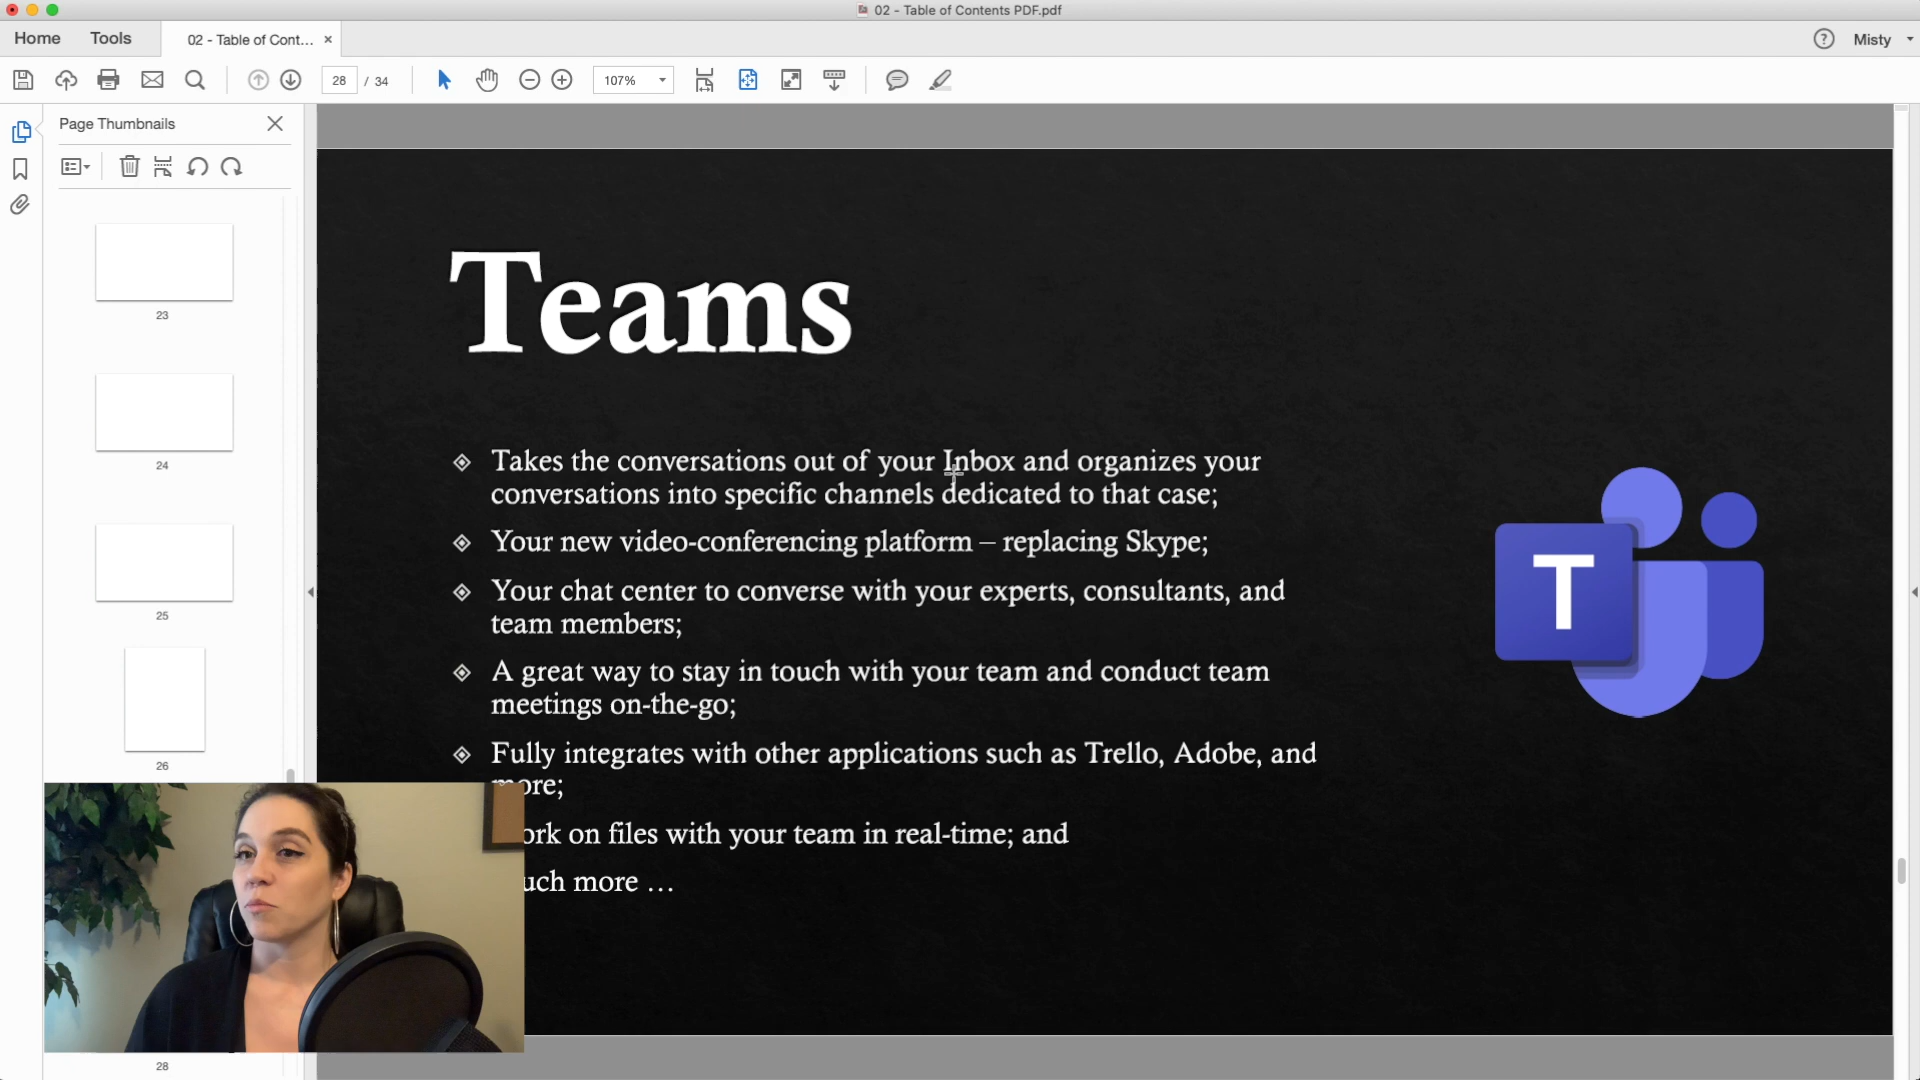 02 - Table of Contents PDF.pdf
Home
Tools
02 - Table of Cont...
Misty
28 / 34
107%
Page Thumbnails
23
24
25
26
28
Teams
Takes the conversations out of your Inbox and organizes your
conversations into specific channels dedicated to that case;
Your new video-conferencing platform – replacing Skype;
Your chat center to converse with your experts, consultants, and
team members;
A great way to stay in touch with your team and conduct team
meetings on-the-go;
Fully integrates with other applications such as Trello, Adobe, and
more;
ork on files with your team in real-time; and
uch more …
T